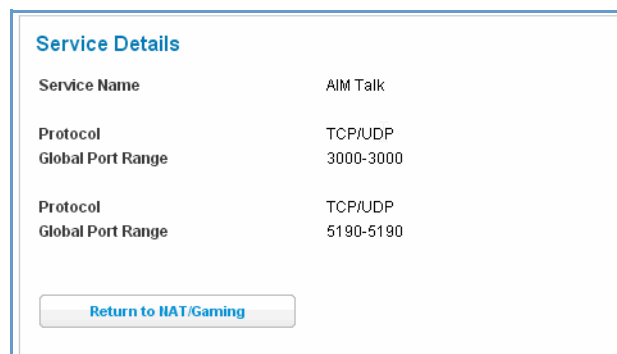 Service Details
Service Name AIM Talk
Protocol TCP/UDP
Global Port Range 3000-3000
Protocol TCP/UDP
Global Port Range 5190-5190
Return to NAT/Gaming